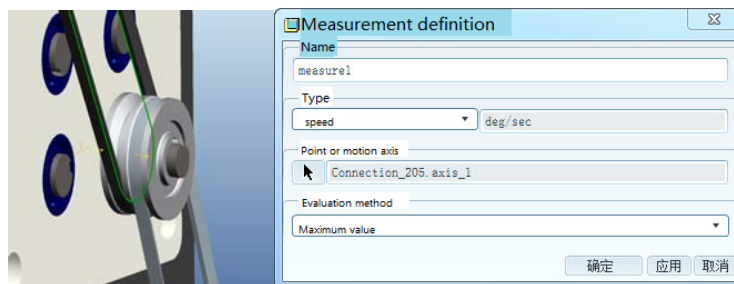 Measurement definition
Name
measure1
Type
speed deg/sec
Point or motion axis
Connection_205.axis_1
Evaluation method
Maximum value
确定 应用 取消